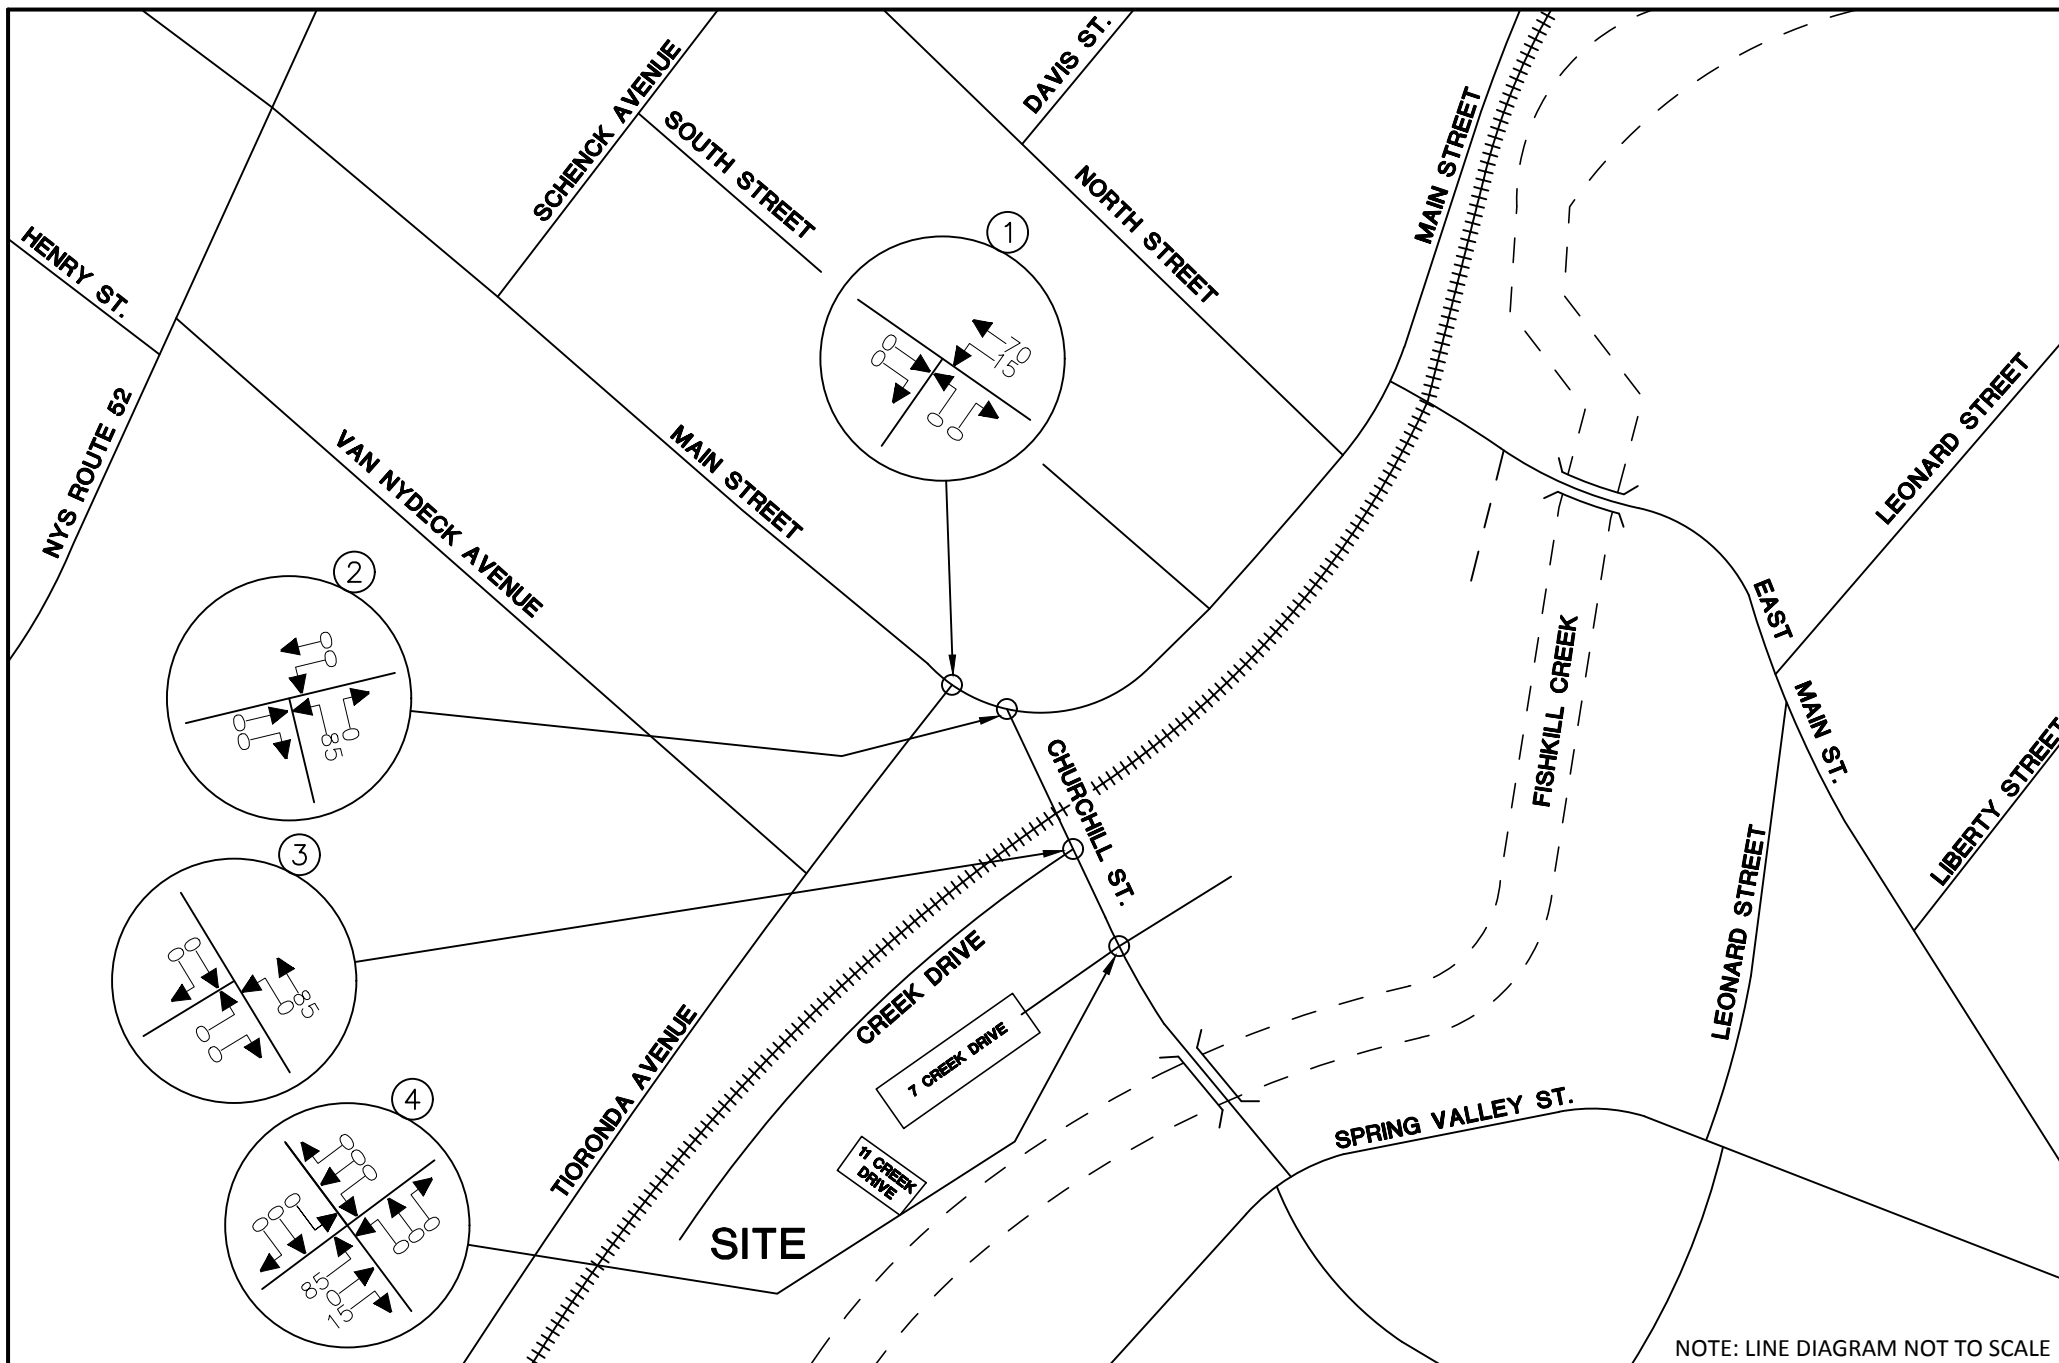 DAVIS ST.
SCHENCK AVENUE
MAIN STREET
SOUTH STREET
NORTH STREET
HENRY ST.
1
70
15
0
0
0
0
LEONARD STREET
NYS ROUTE 52
VAN NYDECK AVENUE
MAIN STREET
2
0
0
0
0
85
0
EAST
MAIN ST.
FISHKILL CREEK
LIBERTY STREET
CHURCHILL ST.
3
0
0
0
85
0
0
LEONARD STREET
CREEK DRIVE
7 CREEK DRIVE
TIORONDA AVENUE
SPRING VALLEY ST.
4
0
0
0
0
0
0
0
0
0
85
0
15
11 CREEK
DRIVE
SITE
NOTE: LINE DIAGRAM NOT TO SCALE